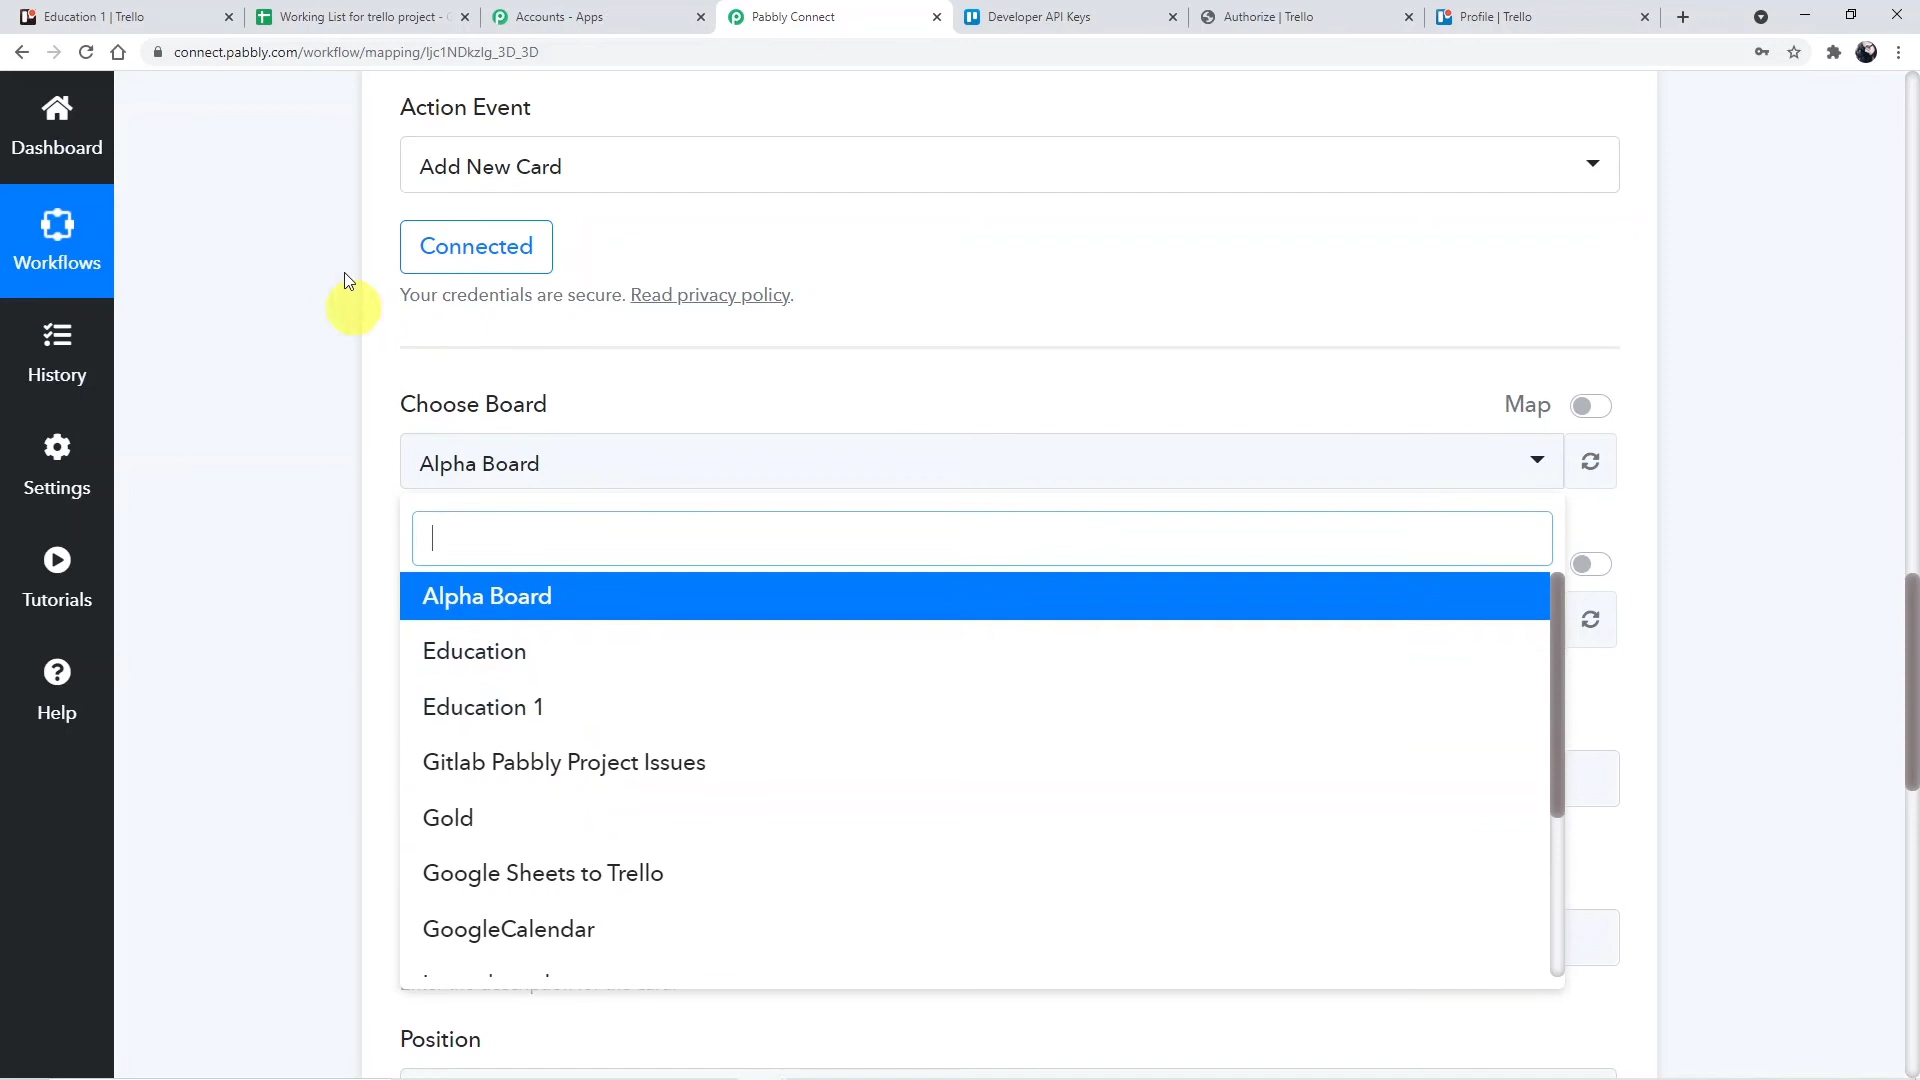 Education 1 | Trello
Working List for trello project -
Accounts - Apps
Pabbly Connect
Developer API Keys
Authorize | Trello
Profile | Trello
connect.pabbly.com/workflow/mapping/Ijc1NDkzIg_3D_3D
Dashboard
Workflows
History
Settings
Tutorials
Help
Action Event
Add New Card
Connected
Your credentials are secure. Read privacy policy.
Choose Board
Map
Alpha Board
Alpha Board
Education
Education 1
Gitlab Pabbly Project Issues
Gold
Google Sheets to Trello
GoogleCalendar
Position